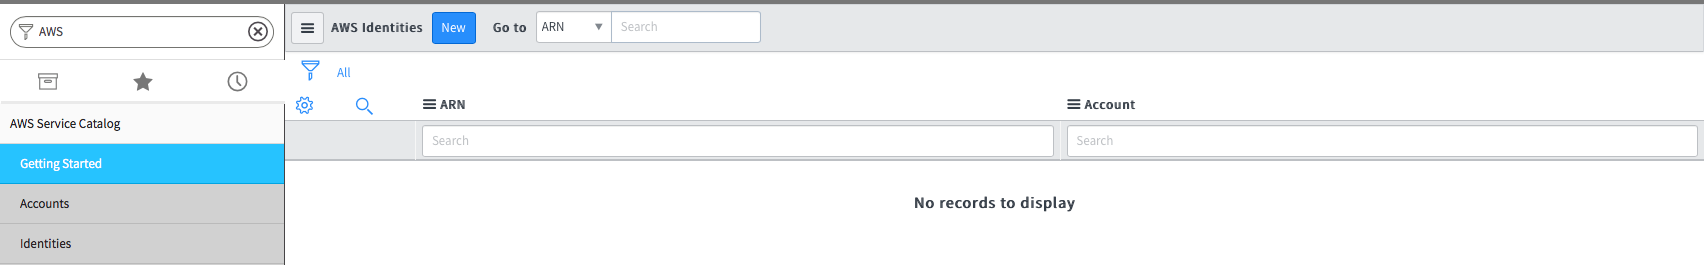 AWS
AWS Identities New Go to ARN Search
All
ARN Account
AWS Service Catalog
Search Search
Getting Started
Accounts
No records to display
Identities